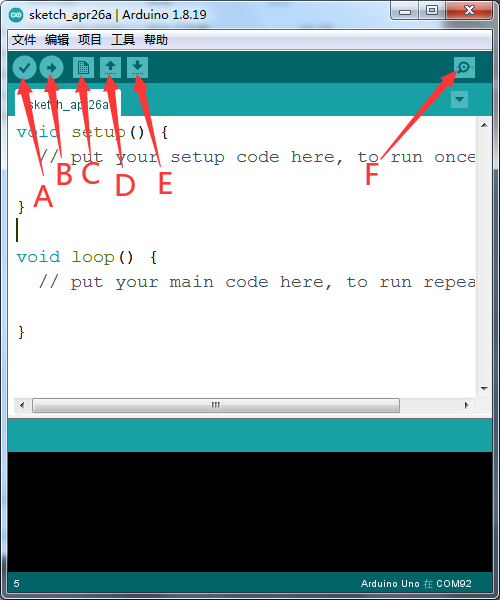 sketch_apr26a | Arduino 1.8.19
文件 编辑 项目 工具 帮助
sketch_apr26a
void setup() {
// put your setup code here, to run once
A B C D E F
}
void loop() {
// put your main code here, to run repea
}
5 Arduino Uno 在 COM92